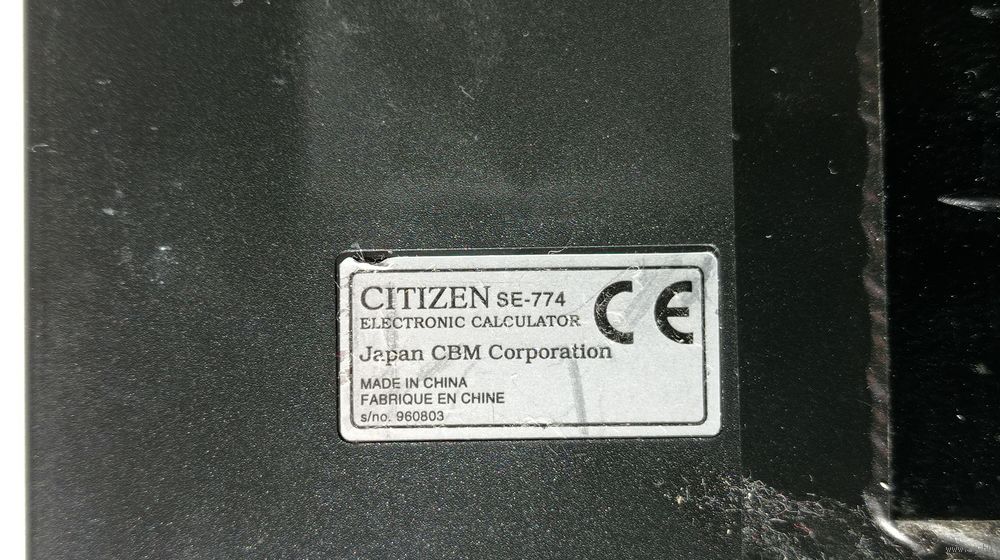 CITIZEN SE-774
ELECTRONIC CALCULATOR
CE
Japan CBM Corporation
MADE IN CHINA
FABRIQUE EN CHINE
s/no. 960803